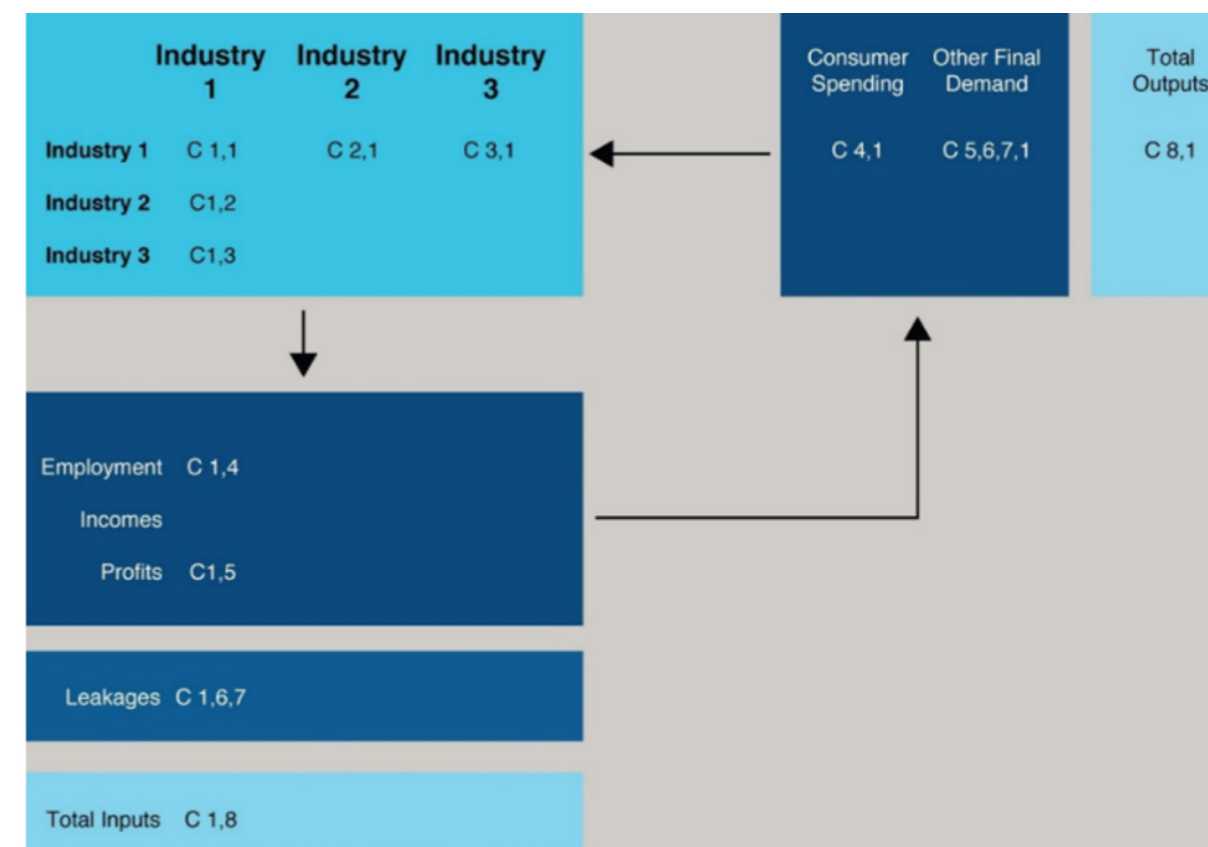 Industry Industry Industry Consumer Other Final Total
1 2 3 Spending Demand Outputs
Industry 1 C 1,1 C 2,1 C 3,1 C 4,1 C 5,6,7,1 C 8,1
Industry 2 C1,2
Industry 3 C1,3
Employment C 1,4
Incomes
Profits C1,5
Leakages C 1,6,7
Total Inputs C 1,8